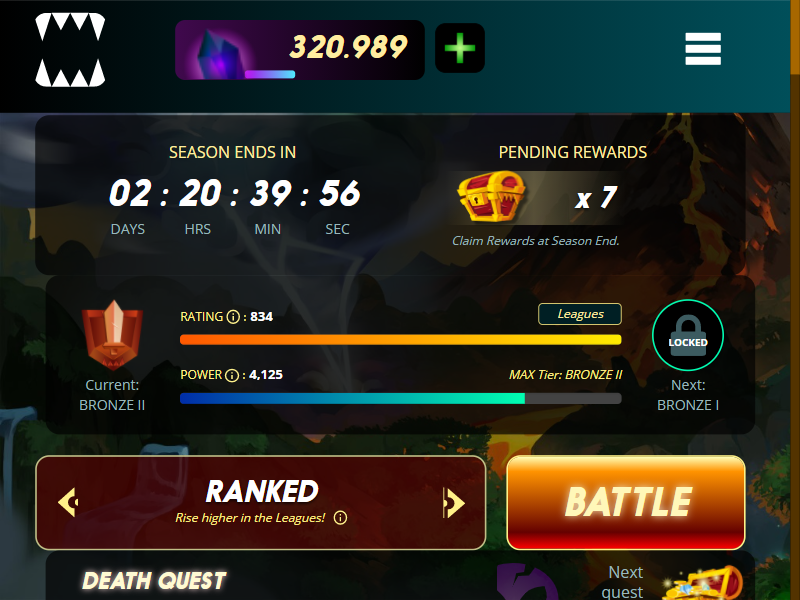 320.989
SEASON ENDS IN
02 : 20 : 39 : 56
DAYS HRS MIN SEC
PENDING REWARDS
x 7
Claim Rewards at Season End.
RATING : 834
Leagues
POWER : 4,125
MAX Tier: BRONZE II
Current:
BRONZE II
LOCKED
Next:
BRONZE I
RANKED
Rise higher in the Leagues!
BATTLE
DEATH QUEST
Next
quest